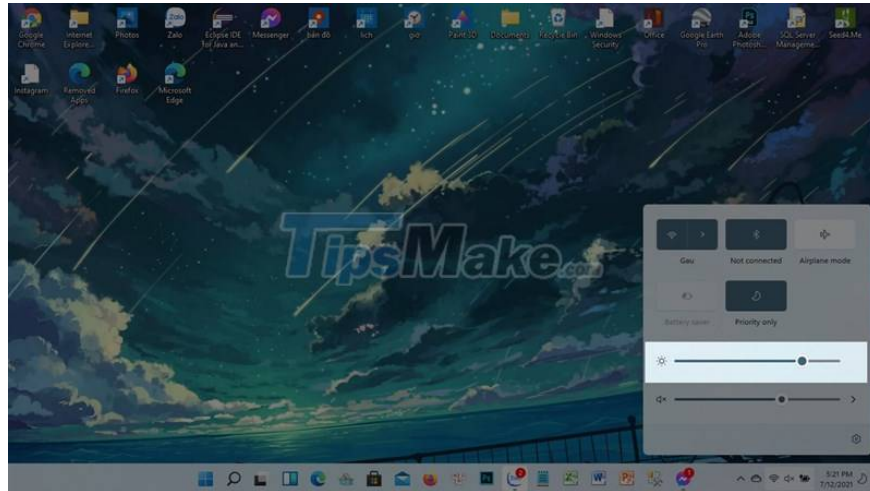 Google
Chrome
Internet
Explore...
Photos
Zalo
Eclipse IDE
for Java an...
Messenger
bản đồ
lịch
giờ
Paint 3D
Documents
Recycle Bin
Windows
Security
Office
Google Earth
Pro
Adobe
Photosh...
SQL Server
Manageme...
Seed4.Me
Instagram
Removed
Apps
Firefox
Microsoft
Edge
TipsMake.com
Gau
Not connected
Airplane mode
Battery saver
Priority only
5:21 PM
7/12/2021